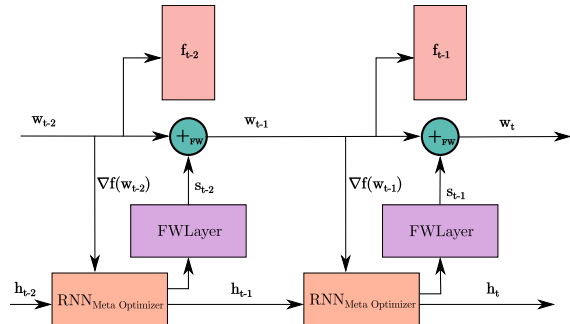 f_{t-2}
f_{t-1}
w_{t-2}
+_{FW}
w_{t-1}
+_{FW}
w_t
∇f(w_{t-2})
s_{t-2}
∇f(w_{t-1})
s_{t-1}
FWLayer
FWLayer
h_{t-2}
RNN_{Meta Optimizer}
h_{t-1}
RNN_{Meta Optimizer}
h_t